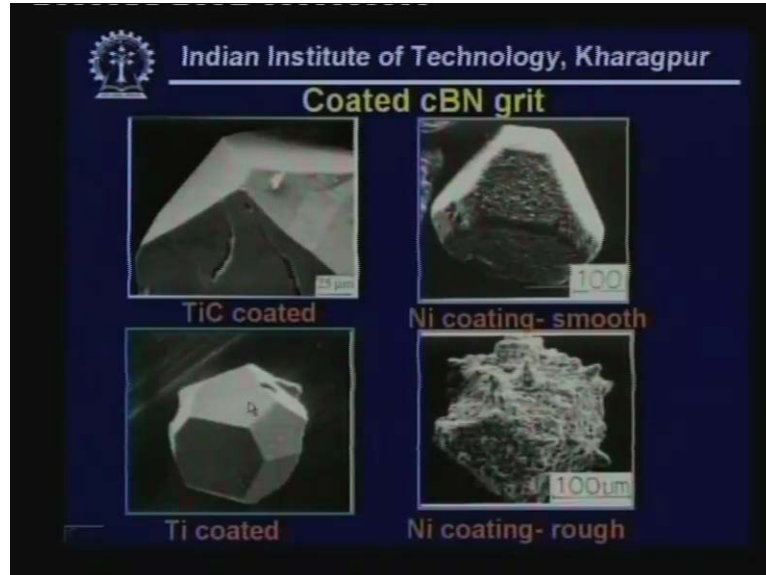 Indian Institute of Technology, Kharagpur
Coated cBN grit
25 µm
100
TiC coated
Ni coating- smooth
100µm
Ti coated
Ni coating- rough